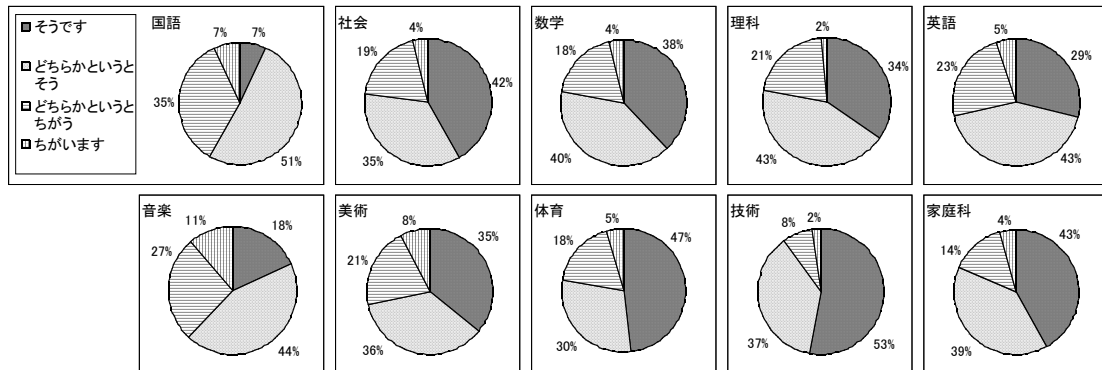 そうです
どちらかというと
そう
どちらかというと
ちがう
ちがいます
国語
7%
7%
35%
51%
社会
4%
19%
42%
35%
数学
4%
18%
38%
40%
理科
2%
21%
34%
43%
英語
5%
23%
29%
43%
音楽
11%
18%
27%
44%
美術
8%
35%
21%
36%
体育
5%
18%
47%
30%
技術
8%
2%
37%
53%
家庭科
4%
14%
43%
39%